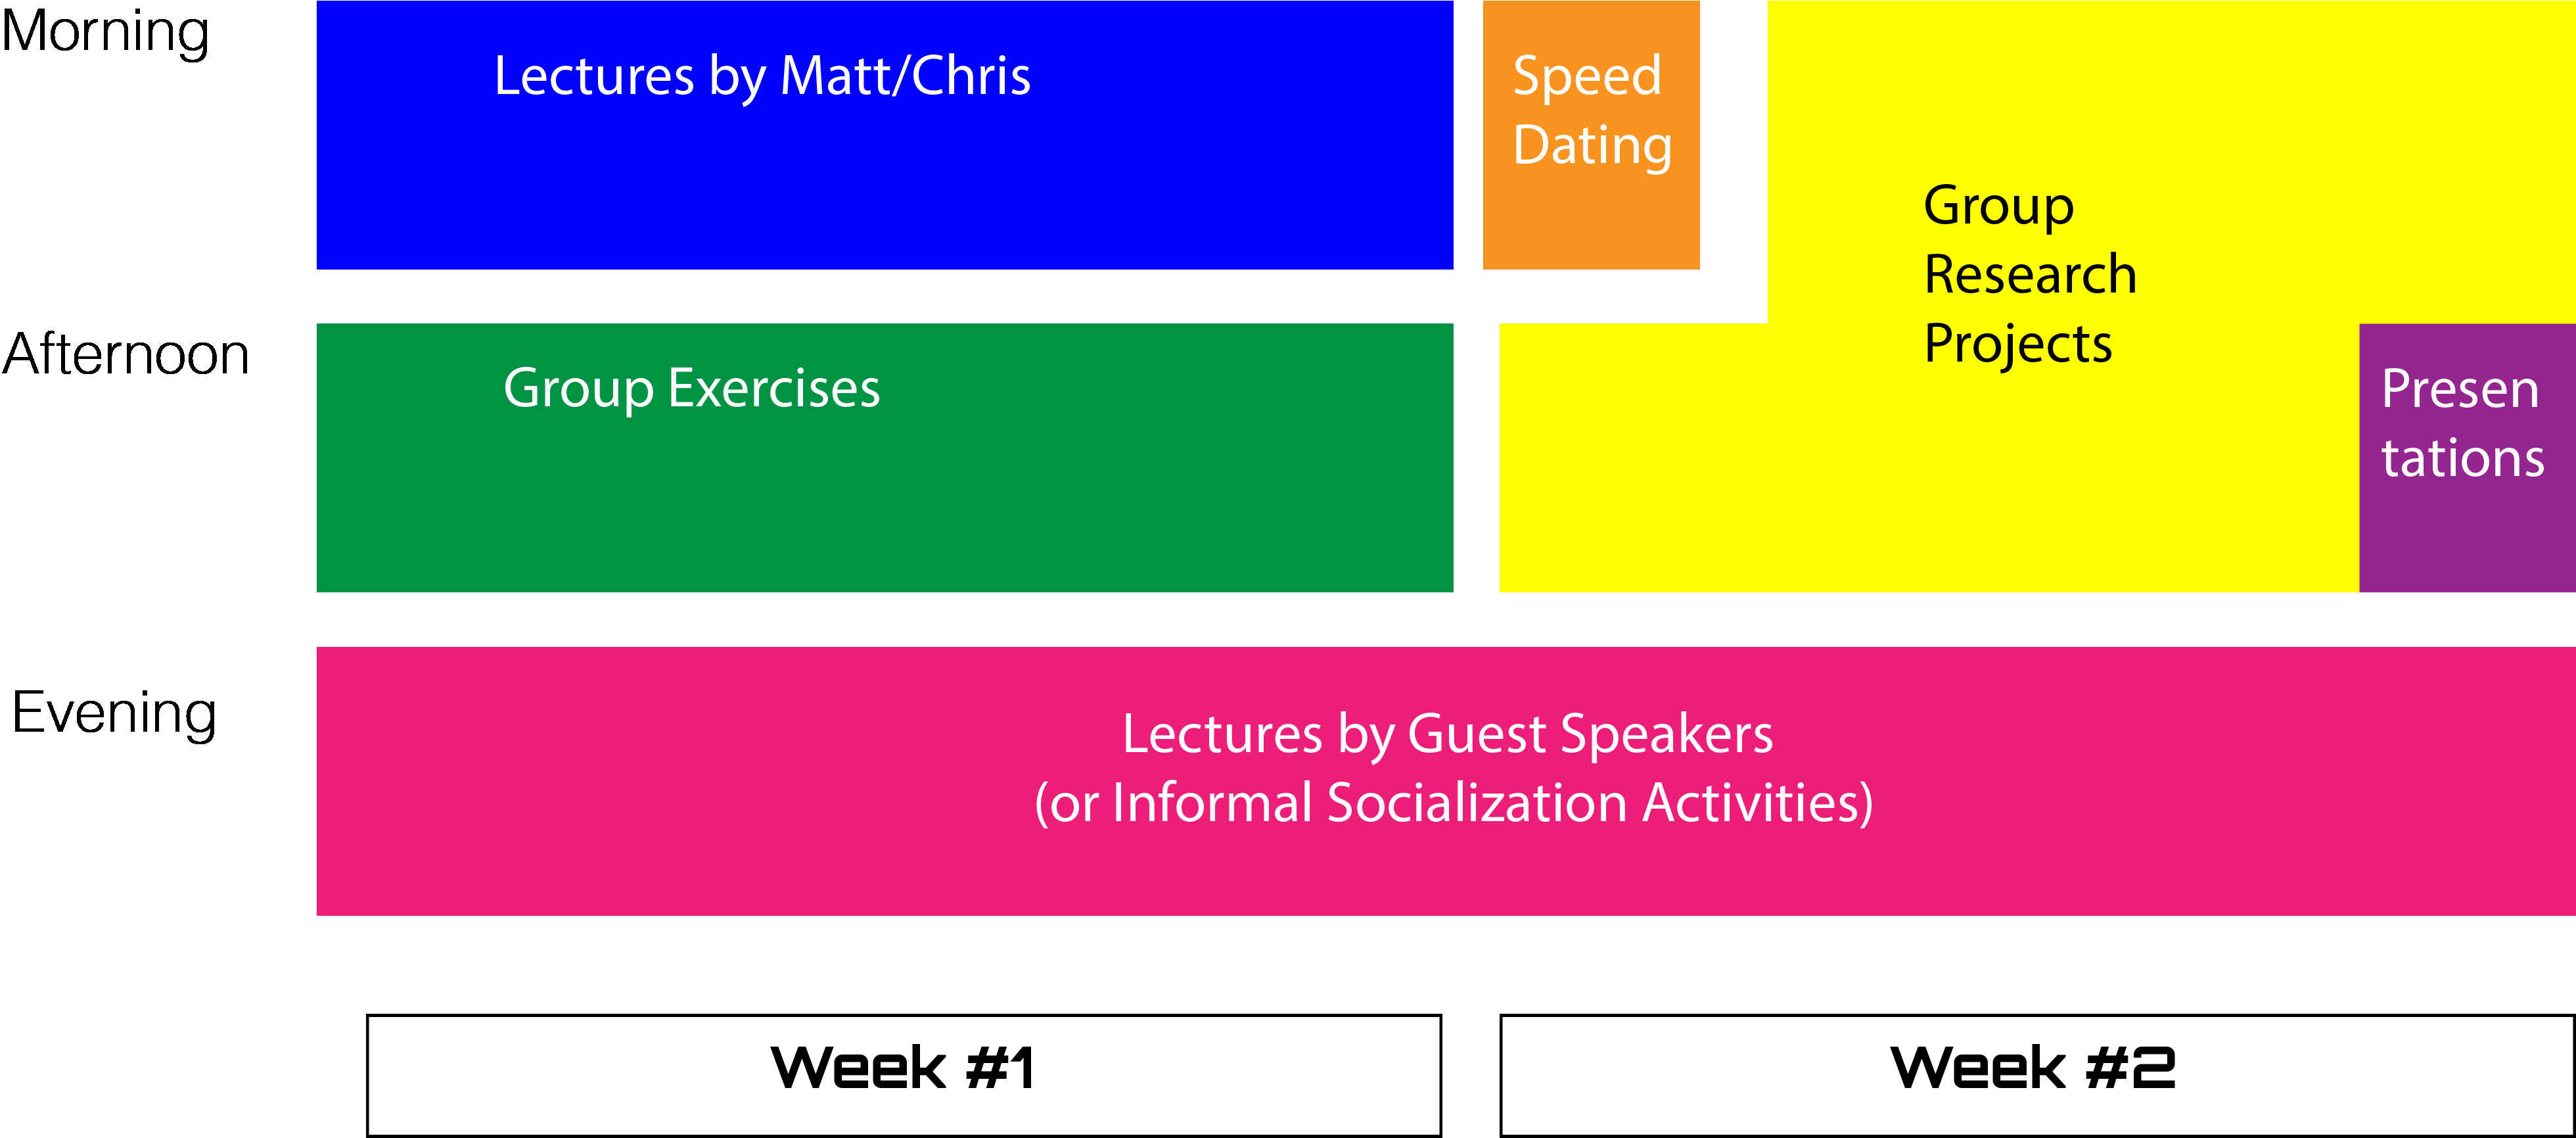 Morning
Lectures by Matt/Chris
Speed
Dating
Group
Research
Projects
Afternoon
Group Exercises
Presen
tations
Evening
Lectures by Guest Speakers
(or Informal Socialization Activities)
Week #1
Week #2